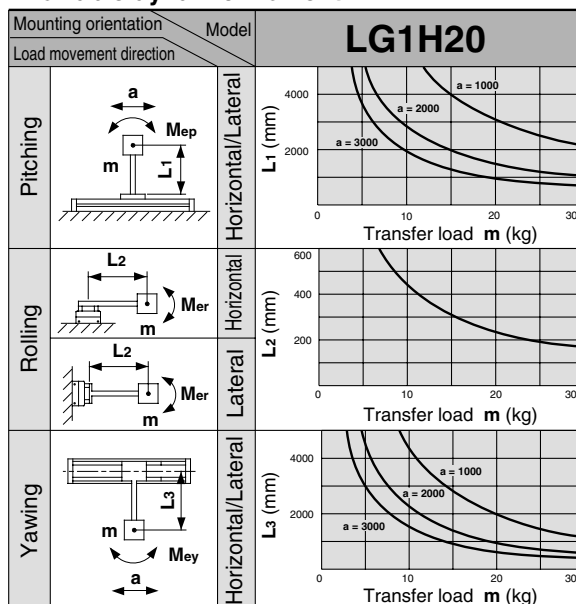 Mounting orientation
Model
Load movement direction
LG1H20
Pitching
a
Mep
m
L1
Horizontal/Lateral
L1 (mm)
4000
2000
a = 1000
a = 2000
a = 3000
0
10
20
30
Transfer load m (kg)
Rolling
L2
Mer
m
Horizontal
L2
Mer
m
Lateral
L2 (mm)
600
400
200
0
10
20
30
Transfer load m (kg)
Yawing
L3
m
Mey
a
Horizontal/Lateral
L3 (mm)
4000
2000
a = 1000
a = 2000
a = 3000
0
10
20
30
Transfer load m (kg)